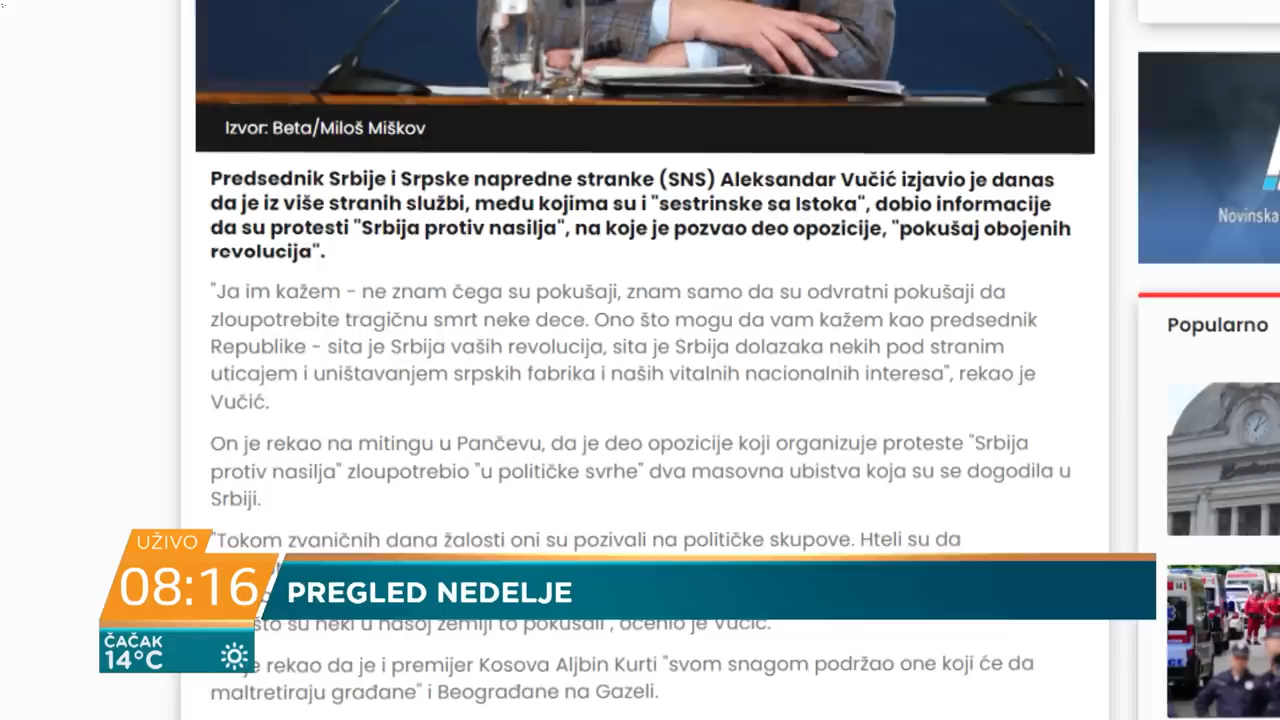 Izvor: Beta/Miloš Miškov
Predsednik Srbije i Srpske napredne stranke (SNS) Aleksandar Vučić izjavio je danas
da je iz više stranih službi, među kojima su i "sestrinske sa Istoka", dobio informacije
da su protesti "Srbija protiv nasilja", na koje je pozvao deo opozicije, "pokušaj obojenih
revolucija".
"Ja im kažem - ne znam čega su pokušaji, znam samo da su odvratni pokušaji da
zloupotrebite tragičnu smrt neke dece. Ono što mogu da vam kažem kao predsednik
Republike - sita je Srbija vaših revolucija, sita je Srbija dolazaka nekih pod stranim
uticajem i uništavanjem srpskih fabrika i naših vitalnih nacionalnih interesa", rekao je
Vučić.
On je rekao na mitingu u Pančevu, da je deo opozicije koji organizuje proteste "Srbija
protiv nasilja" zloupotrebio "u političke svrhe" dva masovna ubistva koja su se dogodila u
Srbiji.
"Tokom zvaničnih dana žalosti oni su pozivali na političke skupove. Hteli su da
što su neki u našoj zemlji to pokušali", ocenio je Vučić.
je rekao da je i premijer Kosova Aljbin Kurti "svom snagom podržao one koji će da
maltretiraju građane" i Beograđane na Gazeli.
Novinska
Popularno
UŽIVO
08:16
PREGLED NEDELJE
ČAČAK
14°C